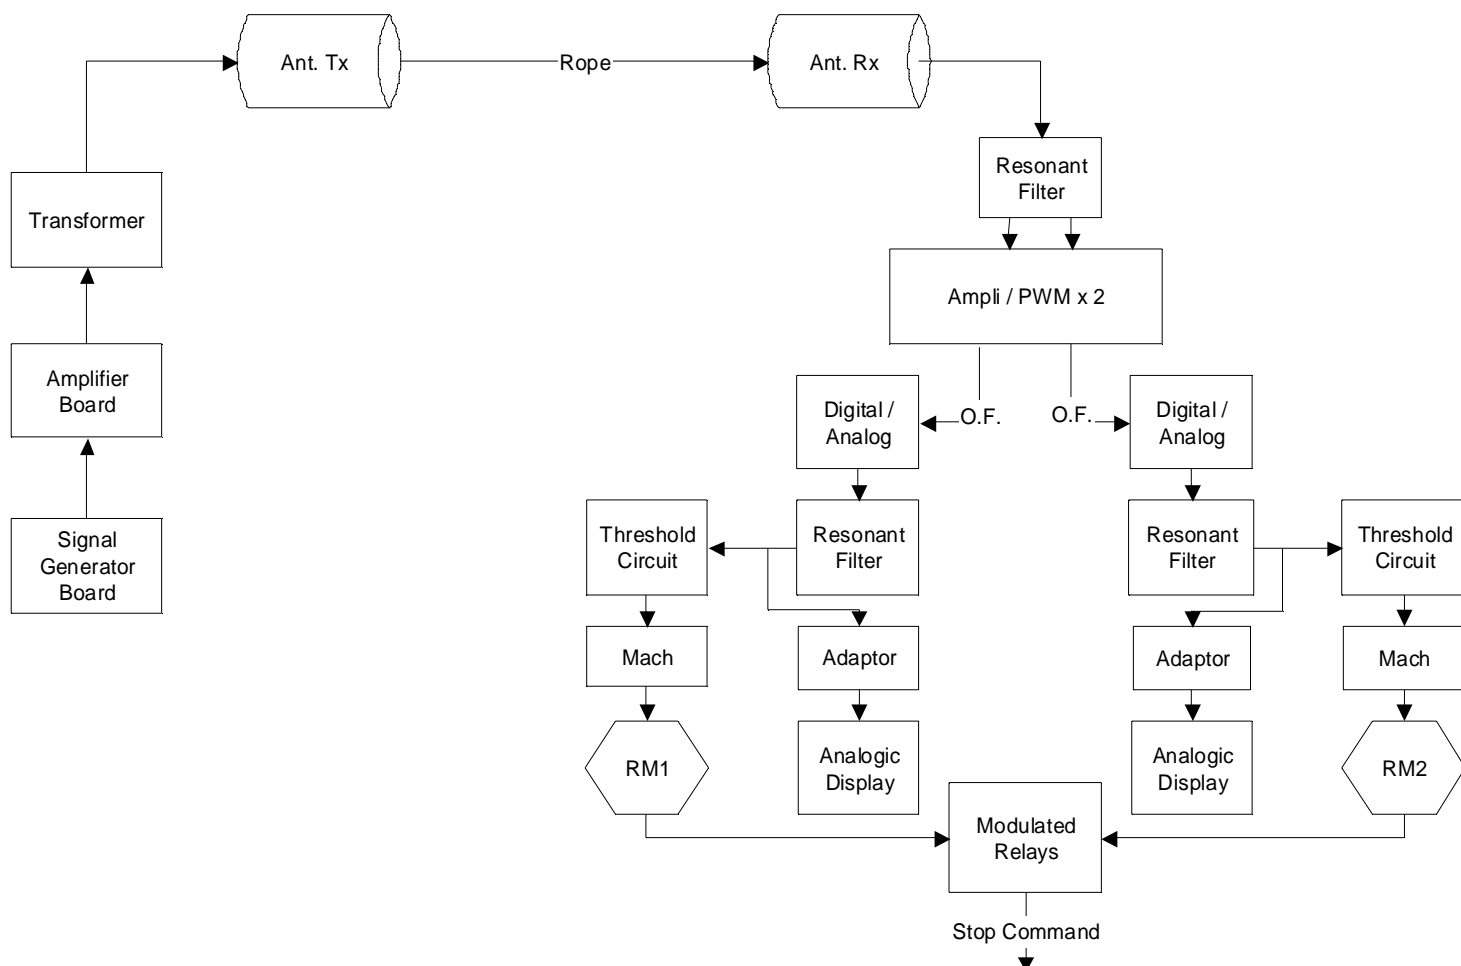 Ant. Tx
Rope
Ant. Rx
Resonant
Filter
Transformer
Ampli / PWM x 2
Amplifier
Board
Digital /
Analog
O.F.
O.F.
Digital /
Analog
Signal
Generator
Board
Threshold
Circuit
Resonant
Filter
Resonant
Filter
Threshold
Circuit
Mach
Adaptor
Adaptor
Mach
RM1
Analogic
Display
Analogic
Display
RM2
Modulated
Relays
Stop Command